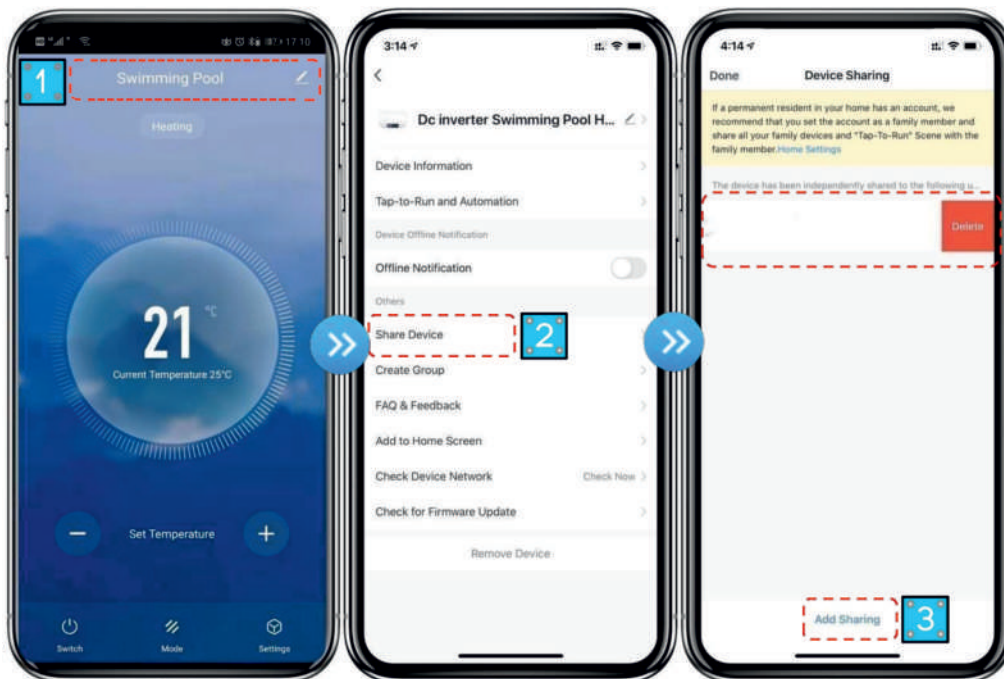 17:10
1
Swimming Pool
Heating
21 °C
Current Temperature 25°C
Set Temperature
Switch
Mode
Settings
3:14
Dc inverter Swimming Pool H...
Device Information
Tap-to-Run and Automation
Device Offline Notification
Offline Notification
Others
Share Device
2
Create Group
FAQ & Feedback
Add to Home Screen
Check Device Network Check Now
Check for Firmware Update
Remove Device
4:14
Done Device Sharing
If a permanent resident in your home has an account, we
recommend that you set the account as a family member and
share all your family devices and "Tap-To-Run" Scene with the
family member.Home Settings
The device has been independently shared to the following u...
Delete
Add Sharing
3